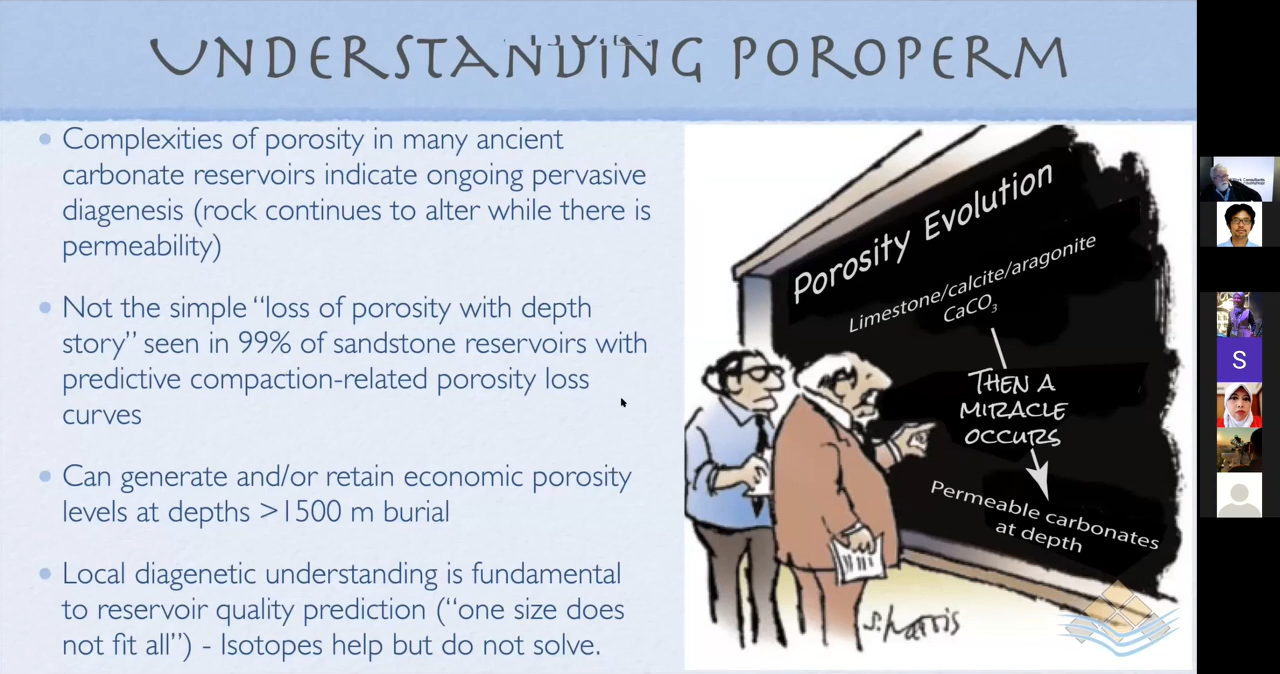 UNDERSTANDING POROPERM
• Complexities of porosity in many ancient
carbonate reservoirs indicate ongoing pervasive
diagenesis (rock continues to alter while there is
permeability)
• Not the simple “loss of porosity with depth
story” seen in 99% of sandstone reservoirs with
predictive compaction-related porosity loss
curves
• Can generate and/or retain economic porosity
levels at depths >1500 m burial
• Local diagenetic understanding is fundamental
to reservoir quality prediction (“one size does
not fit all”) - Isotopes help but do not solve.
Porosity Evolution
Limestone/calcite/aragonite
CaCO₃
THEN A
MIRACLE
OCCURS
Permeable carbonates
at depth
S. Harris
Consultants
S